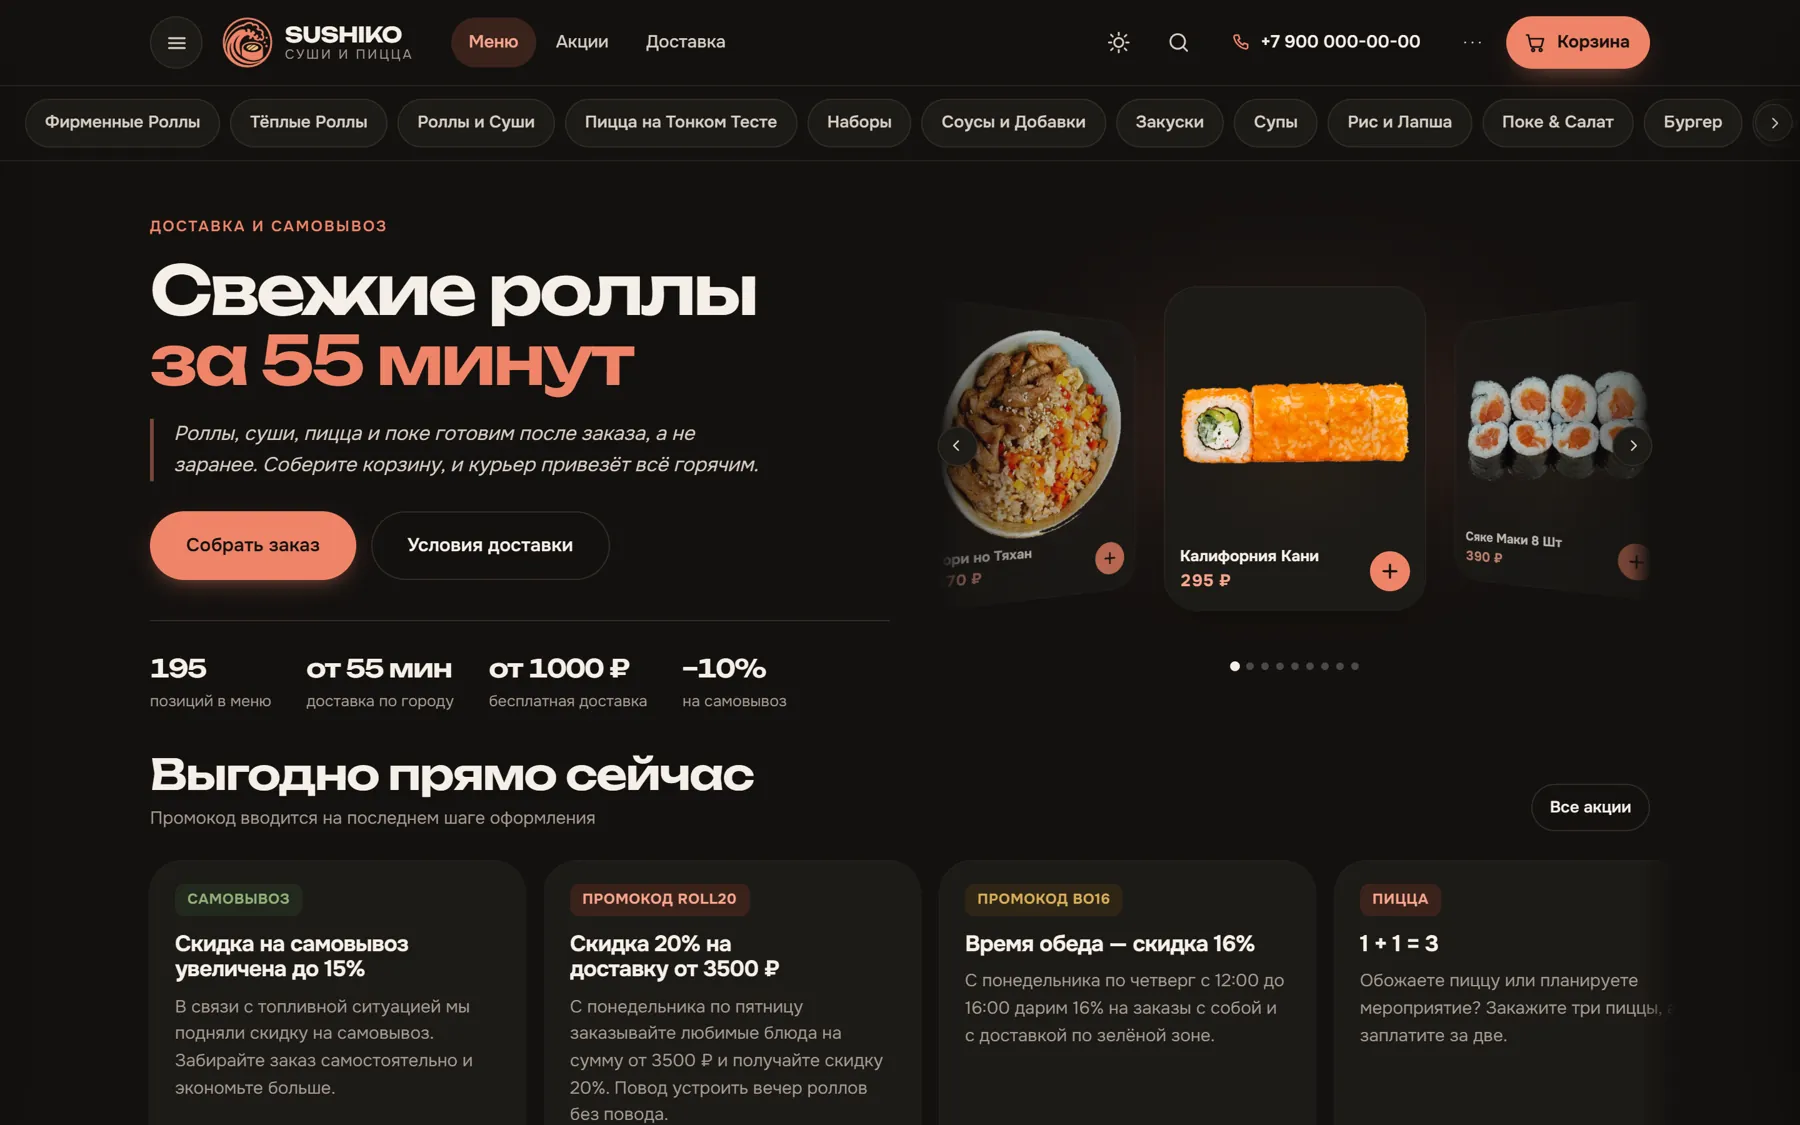 SUSHIKO
СУШИ И ПИЦЦА
Меню
Акции
Доставка
+7 900 000-00-00
...
Корзина
Фирменные Роллы
Тёплые Роллы
Роллы и Суши
Пицца на Тонком Тесте
Наборы
Соусы и Добавки
Закуски
Супы
Рис и Лапша
Поке & Салат
Бургер
ДОСТАВКА И САМОВЫВОЗ
Свежие роллы
за 55 минут
Роллы, суши, пицца и поке готовим после заказа, а не
заранее. Соберите корзину, и курьер привезёт всё горячим.
Собрать заказ
Условия доставки
195
позиций в меню
от 55 мин
доставка по городу
от 1000 ₽
бесплатная доставка
−10%
на самовывоз
ори но Тяхан
70 ₽
Калифорния Кани
295 ₽
Сяке Маки 8 Шт
390 ₽
Выгодно прямо сейчас
Промокод вводится на последнем шаге оформления
Все акции
САМОВЫВОЗ
Скидка на самовывоз
увеличена до 15%
В связи с топливной ситуацией мы
подняли скидку на самовывоз.
Забирайте заказ самостоятельно и
экономьте больше.
ПРОМОКОД ROLL20
Скидка 20% на
доставку от 3500 ₽
С понедельника по пятницу
заказывайте любимые блюда на
сумму от 3500 ₽ и получайте скидку
20%. Повод устроить вечер роллов
без повода.
ПРОМОКОД ВО16
Время обеда — скидка 16%
С понедельника по четверг с 12:00 до
16:00 дарим 16% на заказы с собой и
с доставкой по зелёной зоне.
ПИЦЦА
1 + 1 = 3
Обожаете пиццу или планируете
мероприятие? Закажите три пиццы, а
заплатите за две.